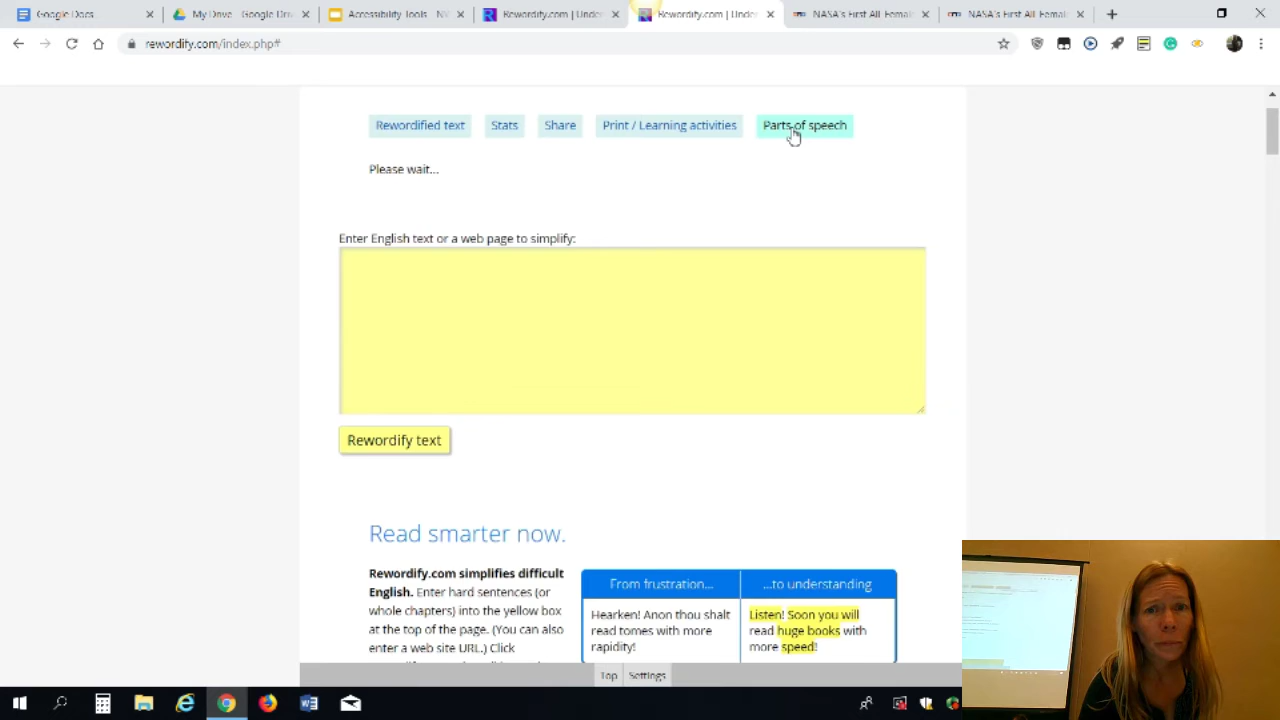 Google Docs
My Drive - Google Dri
Accessibility Tools - NV
Rewordify.com | Under
Rewordify.com | Under
NASA's First All-Femal
NASA's First All-Femal
rewordify.com/index.php#
Rewordified text
Stats
Share
Print / Learning activities
Parts of speech
Please wait...
Enter English text or a web page to simplify:
Rewordify text
Read smarter now.
Rewordify.com simplifies difficult
English. Enter hard sentences (or
whole chapters) into the yellow box
at the top of the page. (You can also
enter a web site URL.) Click
From frustration...
...to understanding
Hearken! Anon thou shalt
read tomes with more
rapidity!
Listen! Soon you will
read huge books with
more speed!
Top
Settings